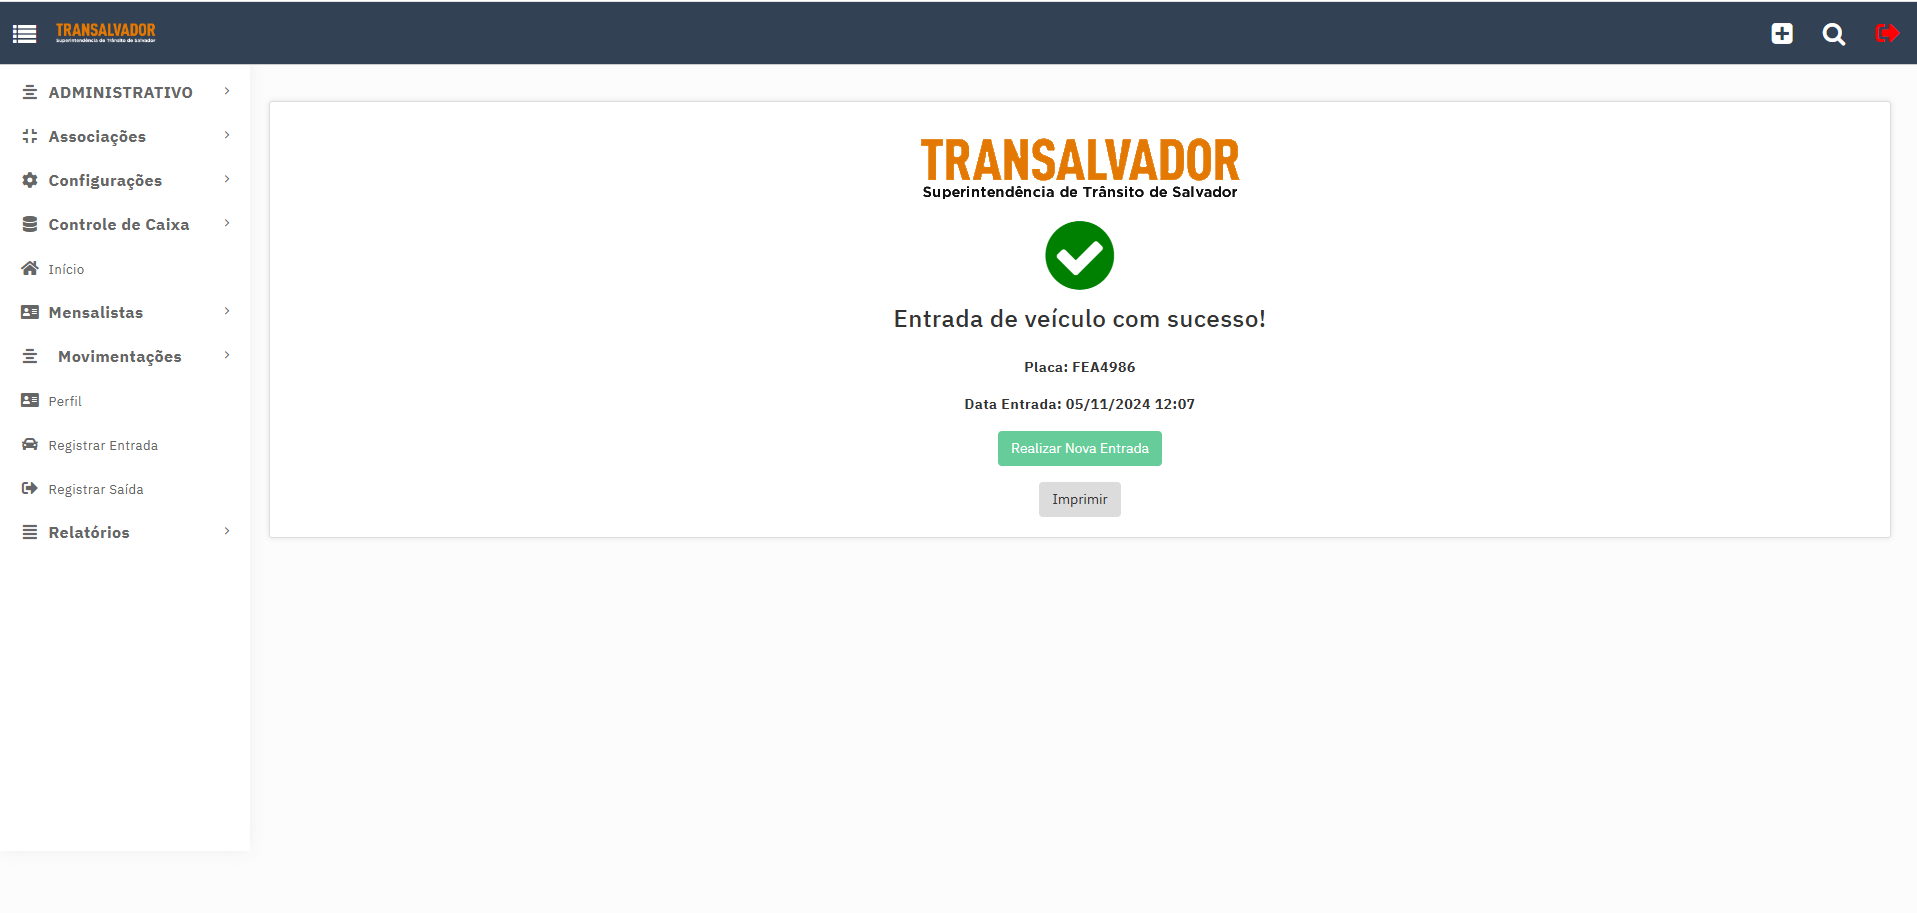 TRANSALVADOR
Superintendência de Trânsito de Salvador
ADMINISTRATIVO
Associações
Configurações
Controle de Caixa
Início
Mensalistas
Movimentações
Perfil
Registrar Entrada
Registrar Saída
Relatórios
TRANSALVADOR
Superintendência de Trânsito de Salvador
Entrada de veículo com sucesso!
Placa: FEA4986
Data Entrada: 05/11/2024 12:07
Realizar Nova Entrada
Imprimir